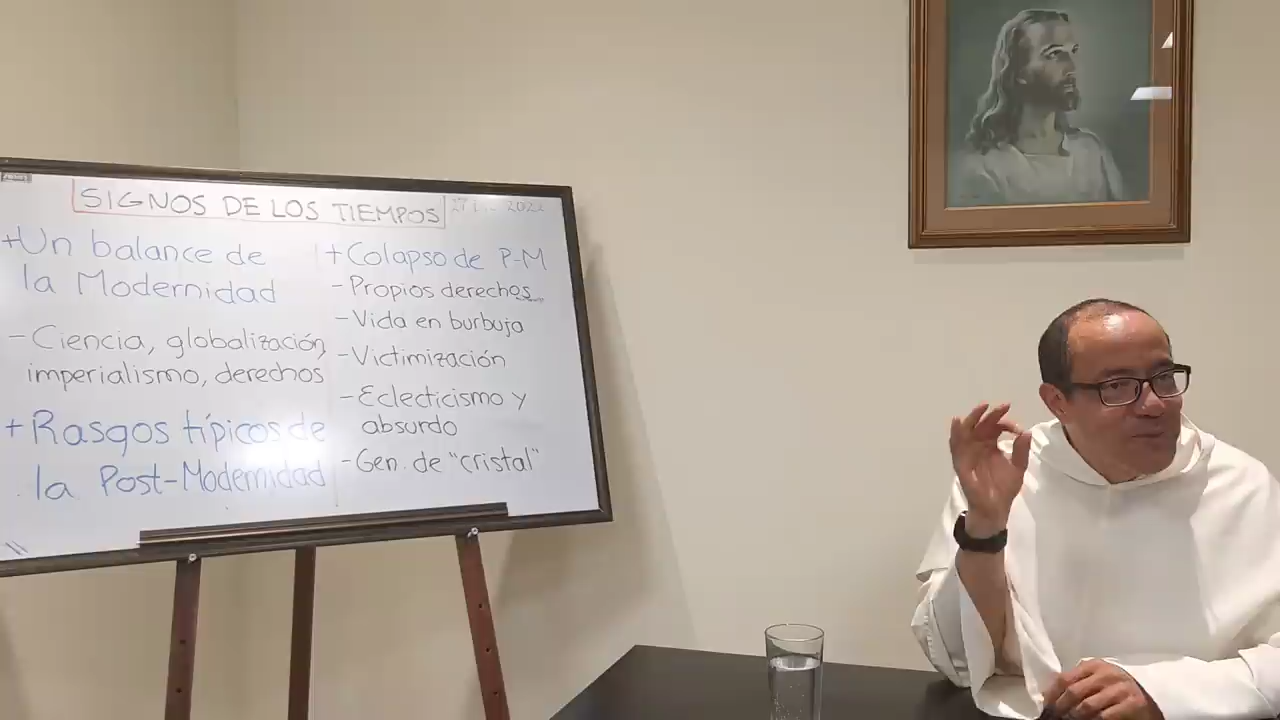 SIGNOS DE LOS TIEMPOS
2022
+Un balance de
la Modernidad
- Ciencia, globalización,
imperialismo, derechos
+ Rasgos típicos de
la Post-Modernidad
+ Colapso de P-M
- Propios derechos
- Vida en burbuja
- Victimización
- Eclecticismo y
absurdo
- Gen. de "cristal"